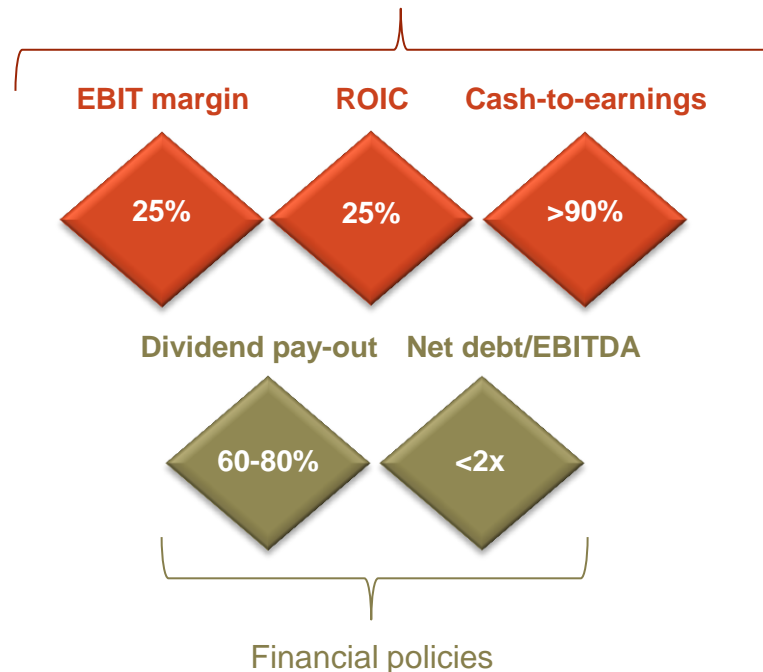 EBIT margin ROIC Cash-to-earnings
25% 25% >90%
Dividend pay-out Net debt/EBITDA
60-80% <2x
Financial policies